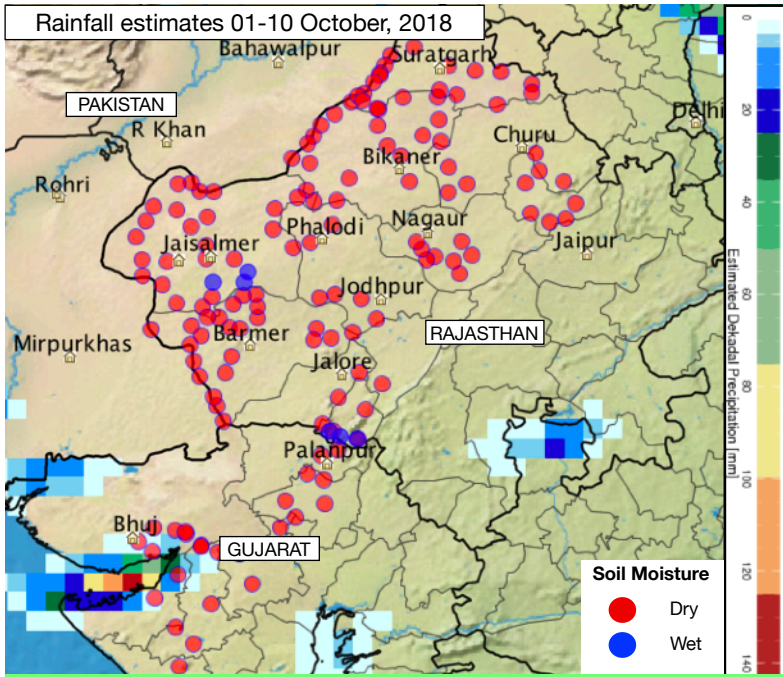 Rainfall estimates 01-10 October, 2018
Bahawalpur
Suratgarh
PAKISTAN
R Khan
Delhi
Churu
Bikaner
Rohri
Nagaur
Phalodi
Jaisalmer
Jaipur
Jodhpur
RAJASTHAN
Mirpurkhas
Barmer
Jalore
Palanpur
Bhuj
GUJARAT
Soil Moisture
Dry
Wet
0
20
40
60
80
100
120
140
Estimated Dekadal Precipitation [mm]